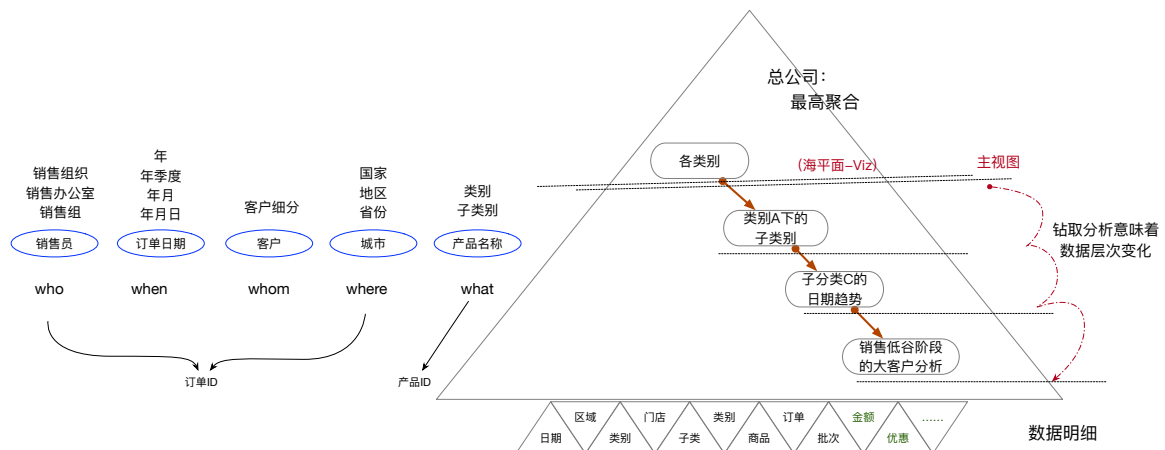 总公司：
最高聚合
各类别
(海平面–Viz)
主视图
类别A下的
子类别
钻取分析意味着
数据层次变化
子分类C的
日期趋势
销售低谷阶段
的大客户分析
销售组织
销售办公室
销售组
销售员
who
年
年季度
年月
年月日
订单日期
when
客户细分
客户
whom
国家
地区
省份
城市
where
类别
子类别
产品名称
what
订单ID
产品ID
区域
门店
类别
订单
金额
……
日期
类别
子类
商品
批次
优惠
数据明细